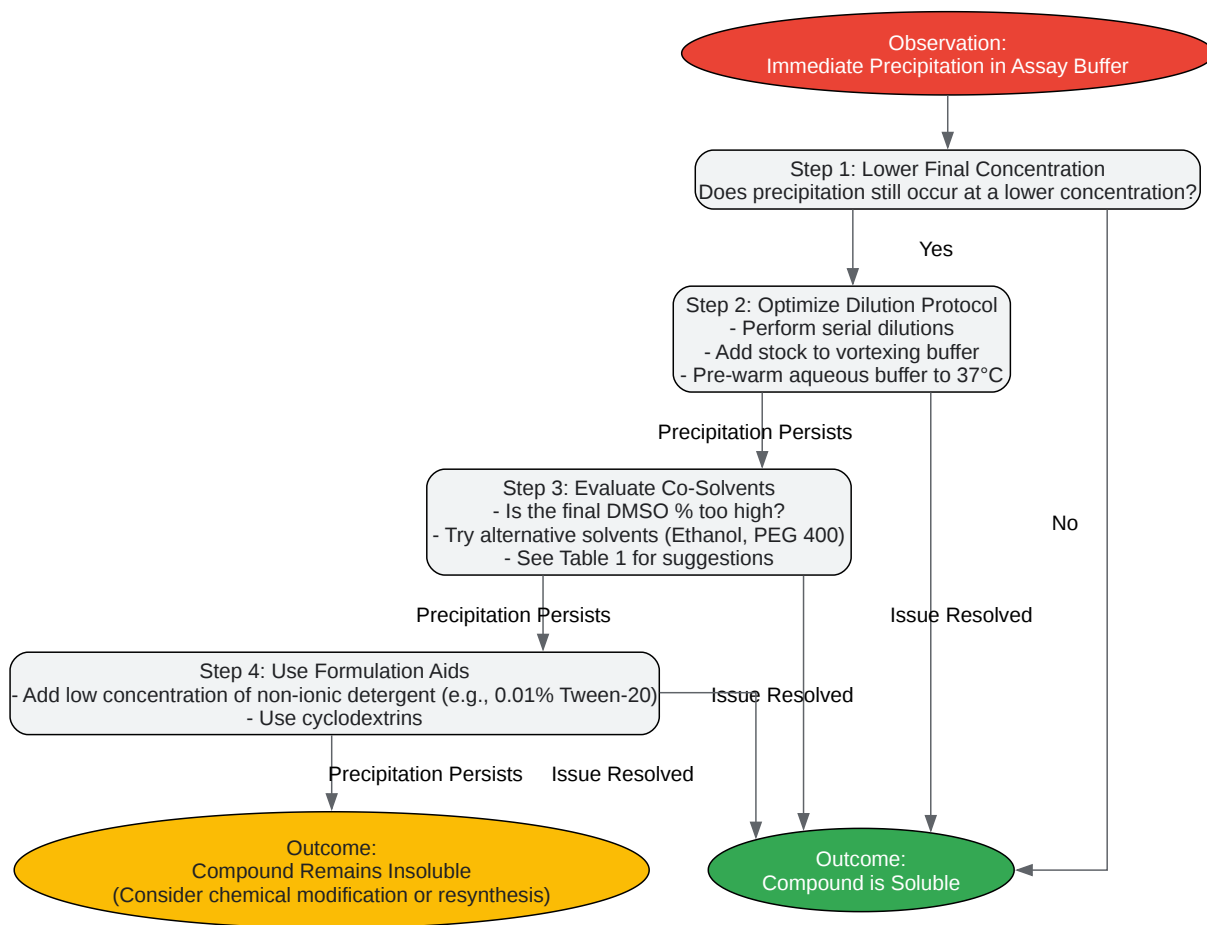 Observation:
Immediate Precipitation in Assay Buffer
Step 1: Lower Final Concentration
Does precipitation still occur at a lower concentration?
Yes
Step 2: Optimize Dilution Protocol
- Perform serial dilutions
- Add stock to vortexing buffer
- Pre-warm aqueous buffer to 37°C
Precipitation Persists
Step 3: Evaluate Co-Solvents
- Is the final DMSO % too high?
- Try alternative solvents (Ethanol, PEG 400)
- See Table 1 for suggestions
No
Precipitation Persists
Issue Resolved
Step 4: Use Formulation Aids
- Add low concentration of non-ionic detergent (e.g., 0.01% Tween-20)
- Use cyclodextrins
Issue Resolved
Precipitation Persists
Issue Resolved
Outcome:
Compound Remains Insoluble
(Consider chemical modification or resynthesis)
Outcome:
Compound is Soluble